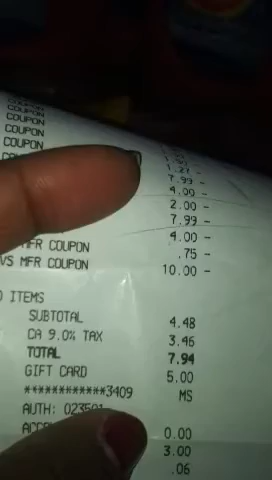 COUPON
COUPON
COUPON
COUPON 7.99 -
4.00 -
2.00 -
7.99 -
MFR COUPON 4.00 -
VS MFR COUPON .75 -
10.00 -
ITEMS
SUBTOTAL 4.48
CA 9.0% TAX 3.46
TOTAL 7.94
GIFT CARD 5.00
************3409 MS
AUTH:
0.00
3.00
.06